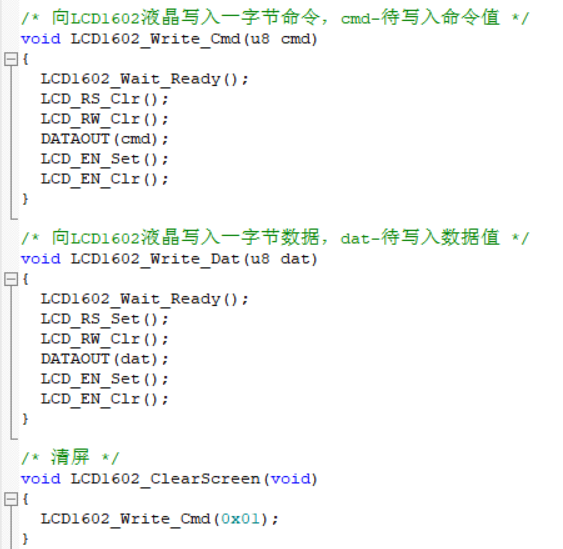 /* 向LCD1602液晶写入一字节命令，cmd-待写入命令值 */
void LCD1602_Write_Cmd(u8 cmd)
{
  LCD1602_Wait_Ready();
  LCD_RS_Clr();
  LCD_RW_Clr();
  DATAOUT(cmd);
  LCD_EN_Set();
  LCD_EN_Clr();
}
/* 向LCD1602液晶写入一字节数据，dat-待写入数据值 */
void LCD1602_Write_Dat(u8 dat)
{
  LCD1602_Wait_Ready();
  LCD_RS_Set();
  LCD_RW_Clr();
  DATAOUT(dat);
  LCD_EN_Set();
  LCD_EN_Clr();
}
/* 清屏 */
void LCD1602_ClearScreen(void)
{
  LCD1602_Write_Cmd(0x01);
}